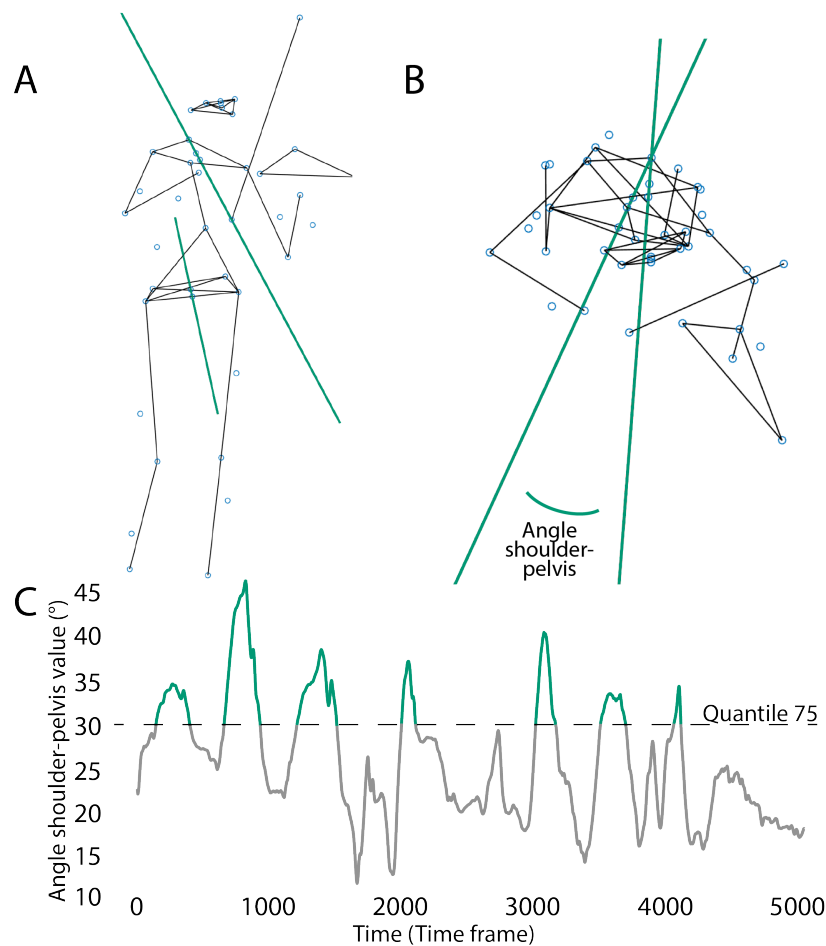 A
B
Angle
shoulder-
pelvis
C
Angle shoulder-pelvis value (°)
45
40
35
30
25
20
15
10
Quantile 75
0 1000 2000 3000 4000 5000
Time (Time frame)